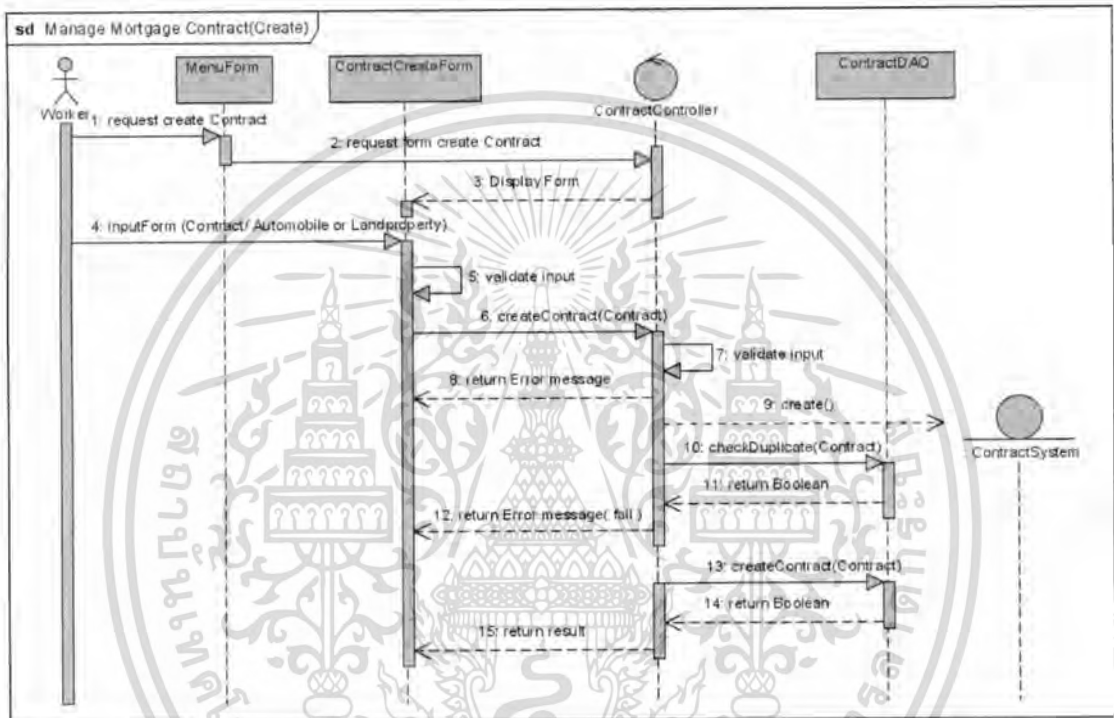 sd Manage Mortgage Contract(Create)
MenuForm
ContractCreateForm
ContractController
ContractDAO
Worker
1: request create Contract
2: request form create Contract
3: Display Form
4: inputForm (Contract/ Automobile or Landproperty)
5: validate input
6: createContract(Contract)
7: validate input
8: return Error message
9: create()
ContractSystem
10: checkDuplicate(Contract)
11: return Boolean
12: return Error message( fail )
13: createContract(Contract)
14: return Boolean
15: return result